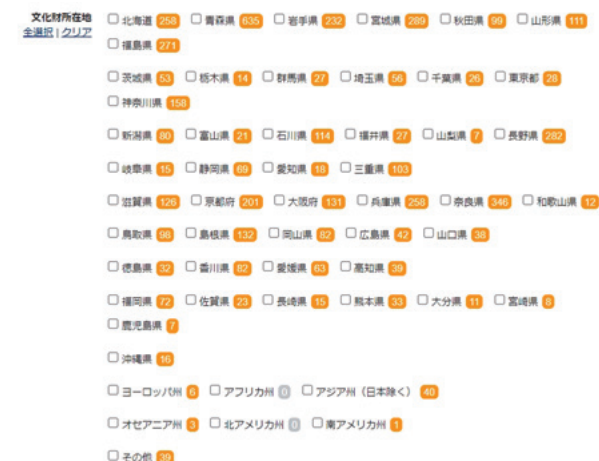 文化財所在地 北海道 258 青森県 635 岩手県 232 宮城県 289 秋田県 99 山形県 111
全選択 | クリア 福島県 271
茨城県 53 栃木県 14 群馬県 27 埼玉県 56 千葉県 26 東京都 28
神奈川県 158
新潟県 80 富山県 21 石川県 114 福井県 27 山梨県 7 長野県 282
岐阜県 15 静岡県 69 愛知県 18 三重県 103
滋賀県 126 京都府 201 大阪府 131 兵庫県 258 奈良県 346 和歌山県 12
鳥取県 98 島根県 132 岡山県 82 広島県 42 山口県 38
徳島県 32 香川県 82 愛媛県 63 高知県 39
福岡県 72 佐賀県 23 長崎県 15 熊本県 33 大分県 11 宮崎県 8
鹿児島県 7
沖縄県 16
ヨーロッパ州 6 アフリカ州 0 アジア州（日本除く） 40
オセアニア州 3 北アメリカ州 0 南アメリカ州 1
その他 39